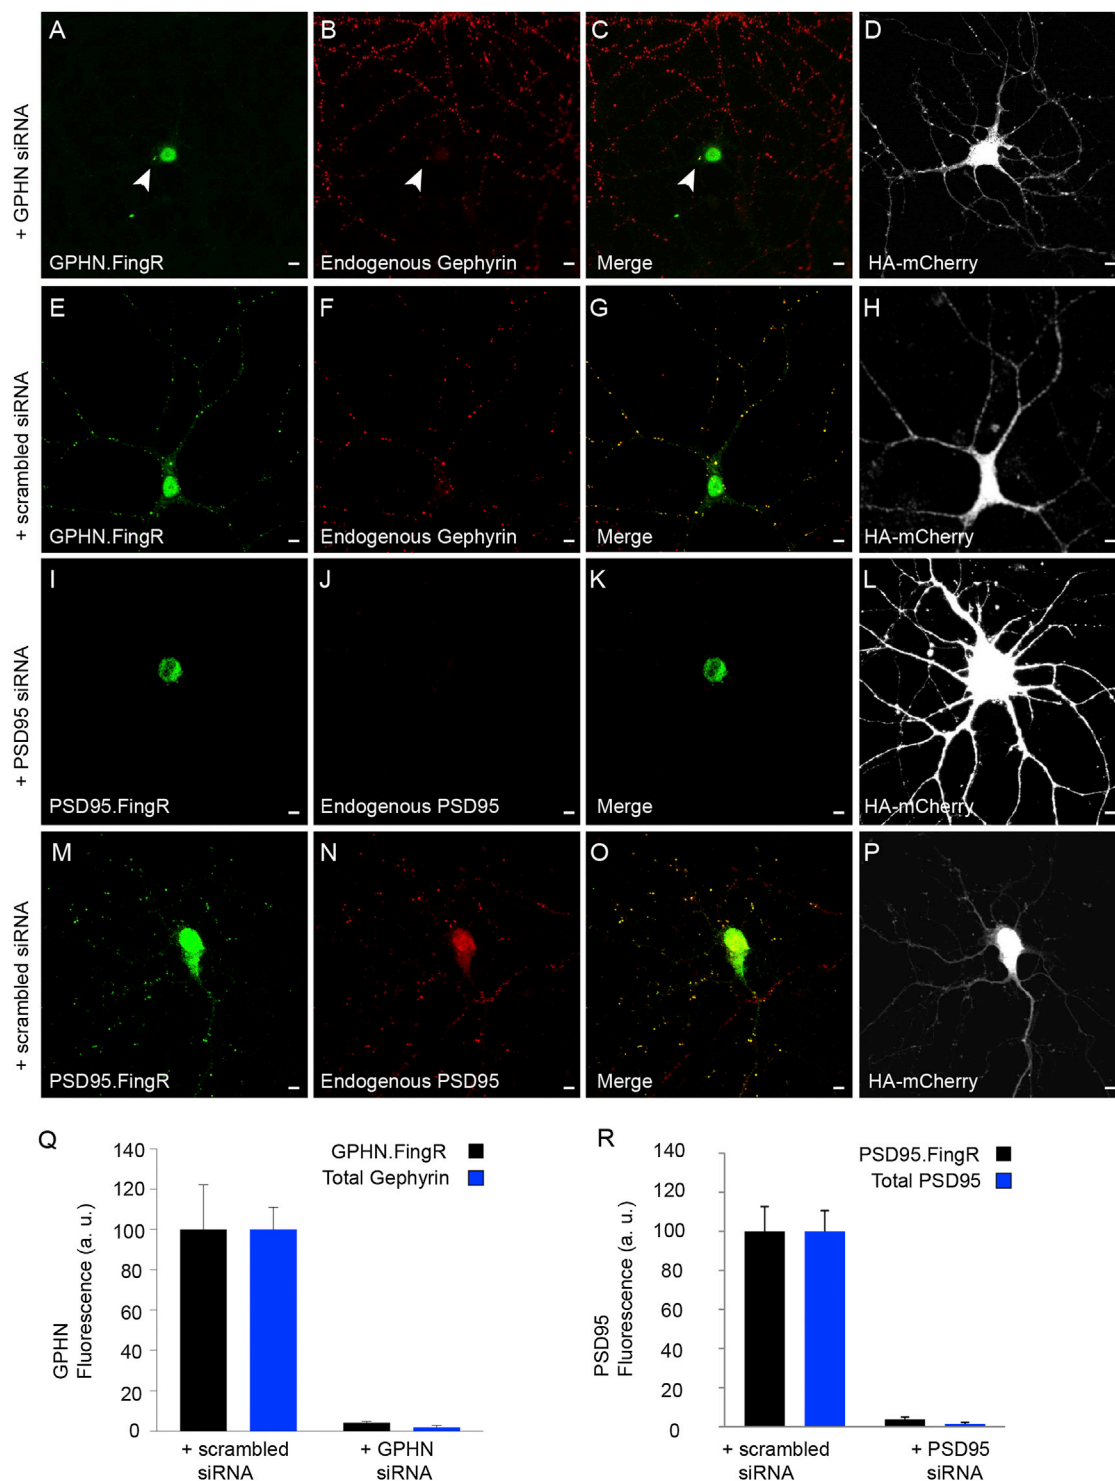 + GPHN siRNA
A
GPHN.FingR
B
Endogenous Gephyrin
C
Merge
D
HA-mCherry
+ scrambled siRNA
E
GPHN.FingR
F
Endogenous Gephyrin
G
Merge
H
HA-mCherry
+ PSD95 siRNA
I
PSD95.FingR
J
Endogenous PSD95
K
Merge
L
HA-mCherry
+ scrambled siRNA
M
PSD95.FingR
N
Endogenous PSD95
O
Merge
P
HA-mCherry
Q
GPHN.FingR
Total Gephyrin
GPHN
Fluorescence (a. u.)
140
120
100
80
60
40
20
0
+ scrambled
siRNA
+ GPHN
siRNA
R
PSD95.FingR
Total PSD95
PSD95
Fluorescence (a. u.)
140
120
100
80
60
40
20
0
+ scrambled
siRNA
+ PSD95
siRNA